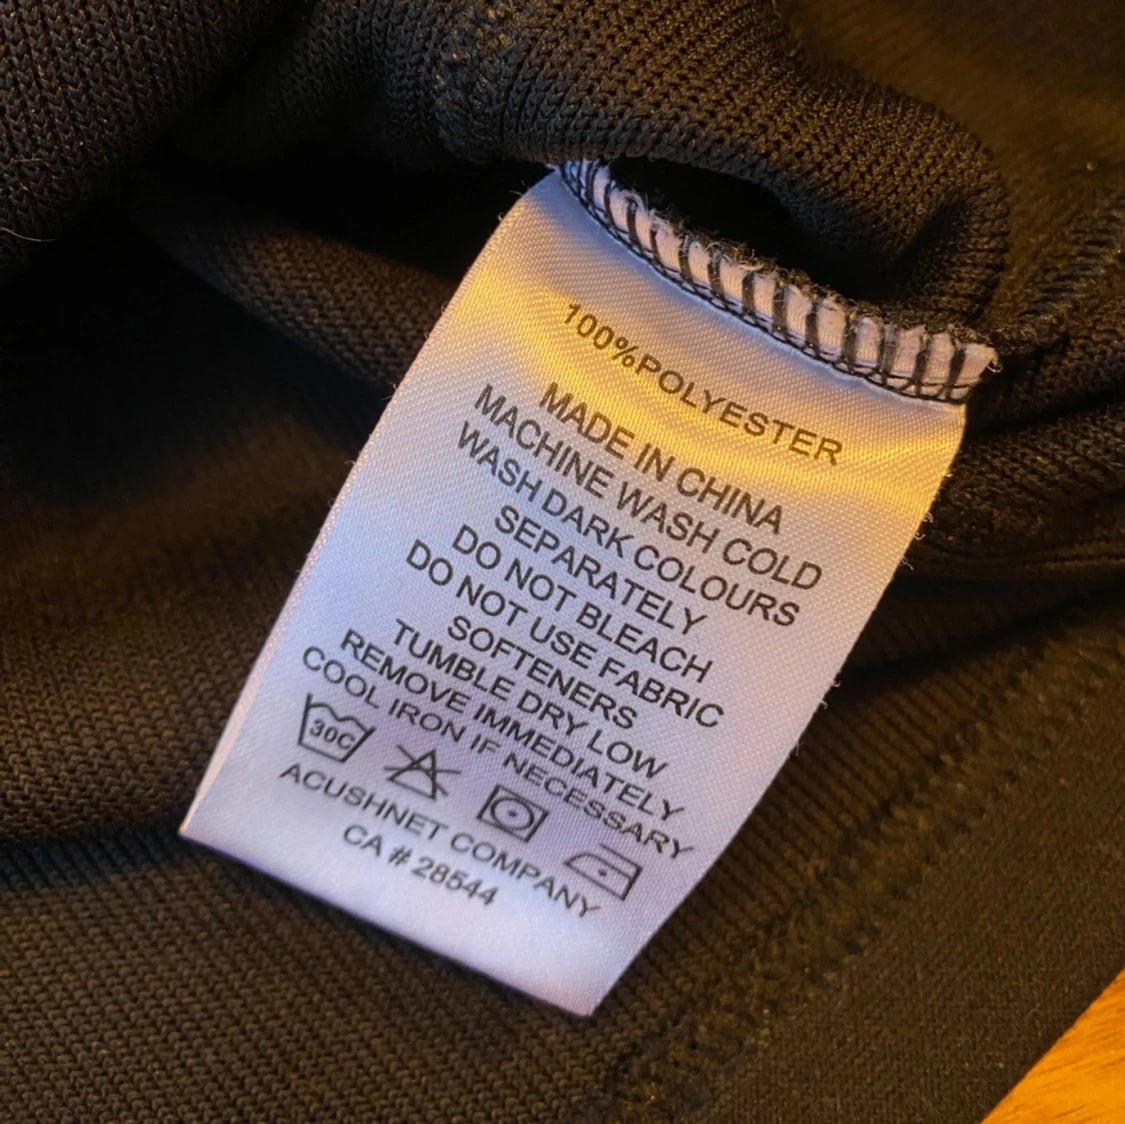 100%POLYESTER
MADE IN CHINA
MACHINE WASH COLD
WASH DARK COLOURS
SEPARATELY
DO NOT BLEACH
DO NOT USE FABRIC
SOFTENERS
TUMBLE DRY LOW
REMOVE IMMEDIATELY
COOL IRON IF NECESSARY
30C
ACUSHNET COMPANY
CA # 28544